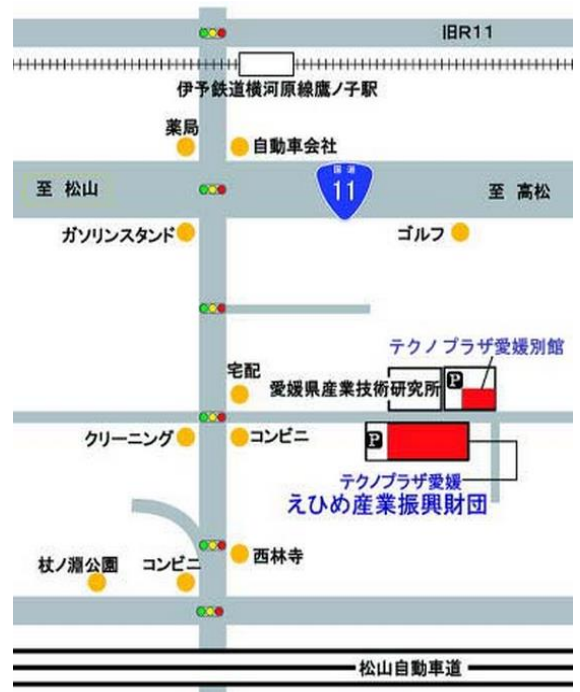 旧R11
伊予鉄道横河原線鷹ノ子駅
薬局
自動車会社
至 松山
国道
11
至 高松
ガソリンスタンド
ゴルフ
テクノプラザ愛媛別館
宅配
愛媛県産業技術研究所
P
クリーニング
コンビニ
P
テクノプラザ愛媛
えひめ産業振興財団
杖ノ淵公園
コンビニ
西林寺
松山自動車道